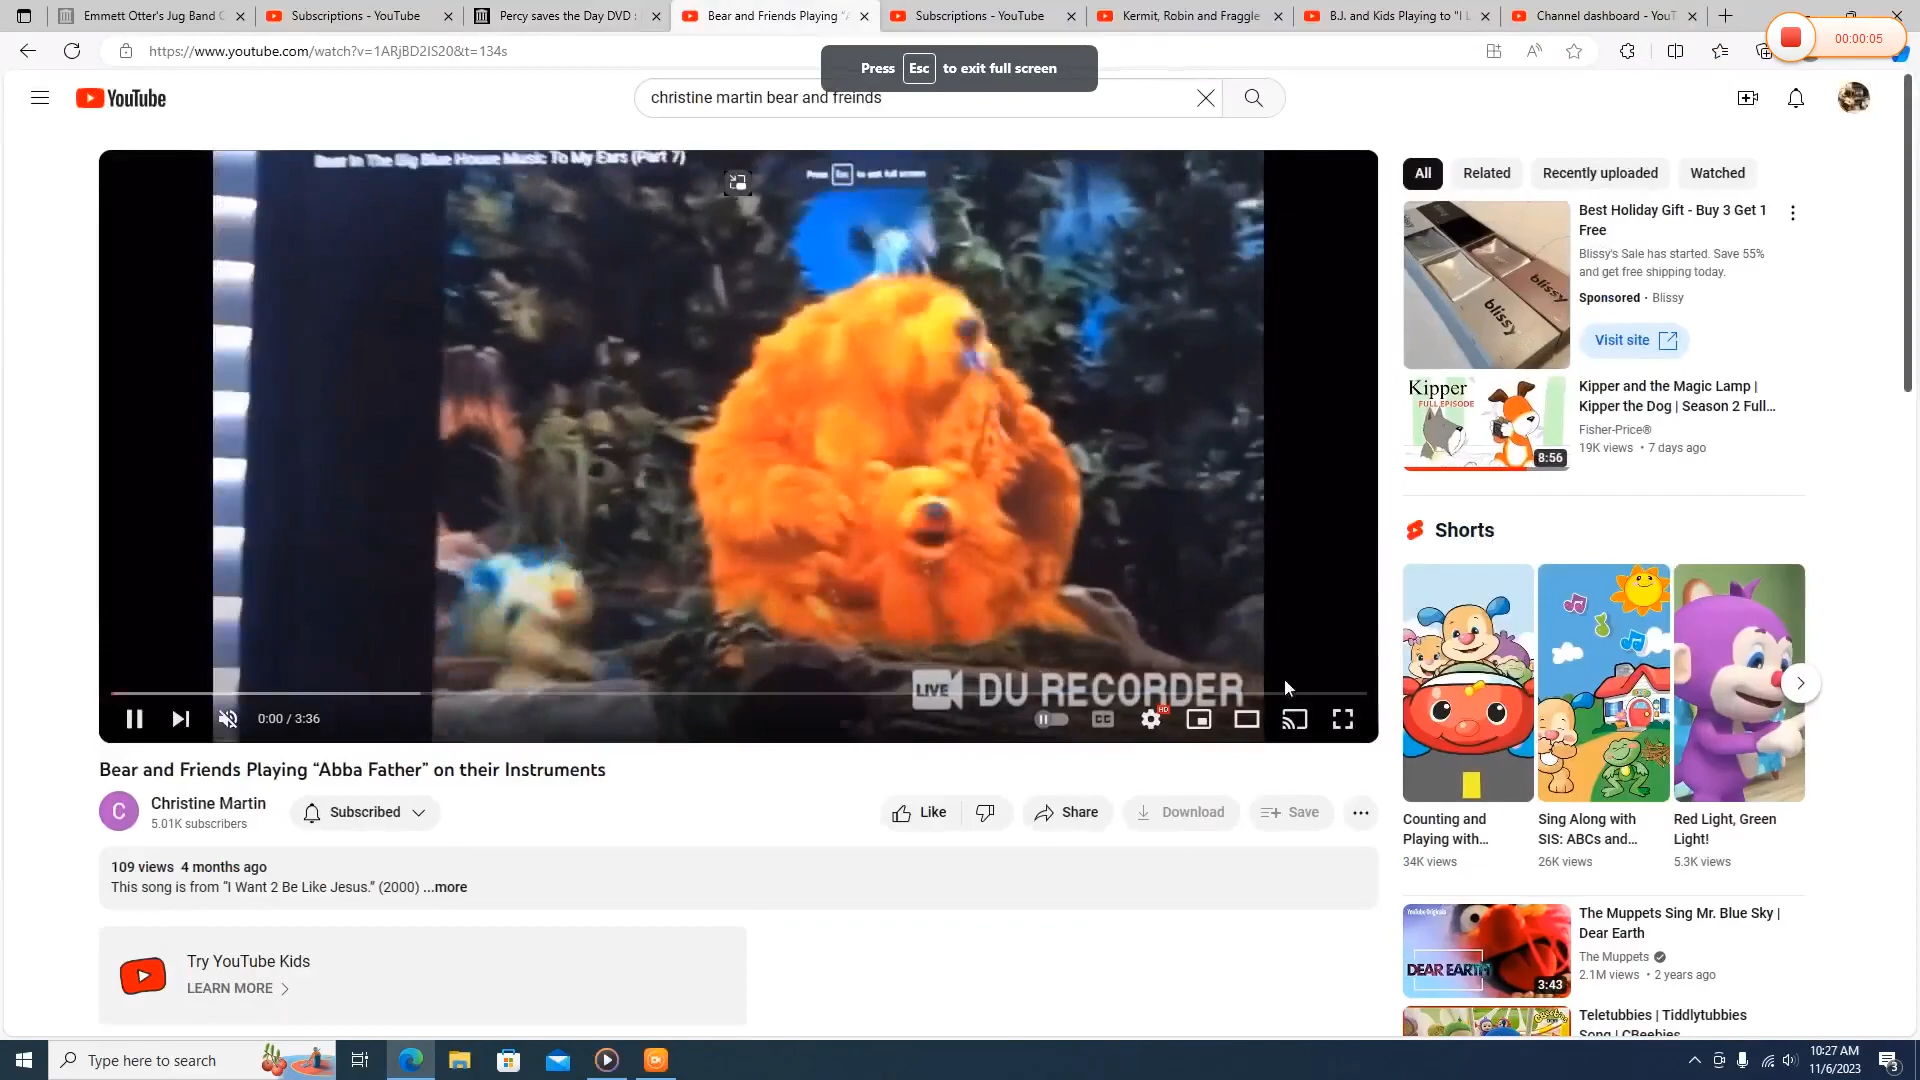 Emmett Otter's Jug Band C
Subscriptions - YouTube
Percy saves the Day DVD :
Bear and Friends Playing "A
Subscriptions - YouTube
Kermit, Robin and Fraggle
B.J. and Kids Playing to "I L
Channel dashboard - YouT
https://www.youtube.com/watch?v=1ARjBD2IS20&t=134s
00:00:05
Press Esc to exit full screen
YouTube
christine martin bear and freinds
Bear In The Big Blue House Music To My Ears (Part 7)
Press Esc to exit full screen
LIVE DU RECORDER
0:00 / 3:36
CC
HD
Bear and Friends Playing “Abba Father” on their Instruments
C
Christine Martin
5.01K subscribers
Subscribed
Like
Share
Download
Save
109 views 4 months ago
This song is from “I Want 2 Be Like Jesus.” (2000) ...more
Try YouTube Kids
LEARN MORE
All
Related
Recently uploaded
Watched
blissy
blissy
blissy
Best Holiday Gift - Buy 3 Get 1
Free
Blissy's Sale has started. Save 55%
and get free shipping today.
Sponsored · Blissy
Visit site
Kipper
FULL EPISODE
8:56
Kipper and the Magic Lamp |
Kipper the Dog | Season 2 Full...
Fisher-Price®
19K views • 7 days ago
Shorts
Counting and
Playing with...
34K views
Sing Along with
SIS: ABCs and...
26K views
Red Light, Green
Light!
5.3K views
YouTube Originals
DEAR EARTH
3:43
The Muppets Sing Mr. Blue Sky |
Dear Earth
The Muppets
2.1M views • 2 years ago
Teletubbies | Tiddlytubbies
Song | CBeebies
Type here to search
10:27 AM
11/6/2023
3